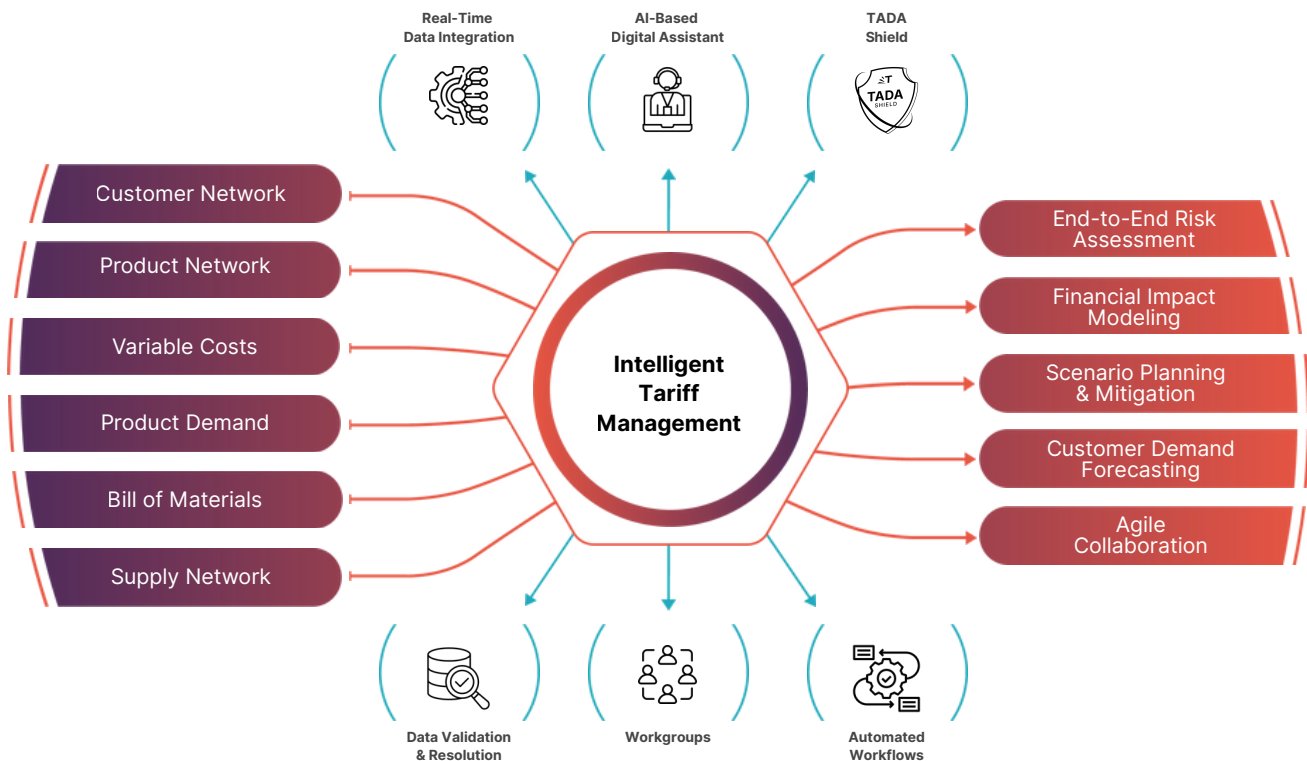 Real-Time
Data Integration
AI-Based
Digital Assistant
TADA
Shield
T
TADA
SHIELD
Customer Network
Product Network
Variable Costs
Product Demand
Bill of Materials
Supply Network
Intelligent
Tariff
Management
End-to-End Risk
Assessment
Financial Impact
Modeling
Scenario Planning
& Mitigation
Customer Demand
Forecasting
Agile
Collaboration
Data Validation
& Resolution
Workgroups
Automated
Workflows